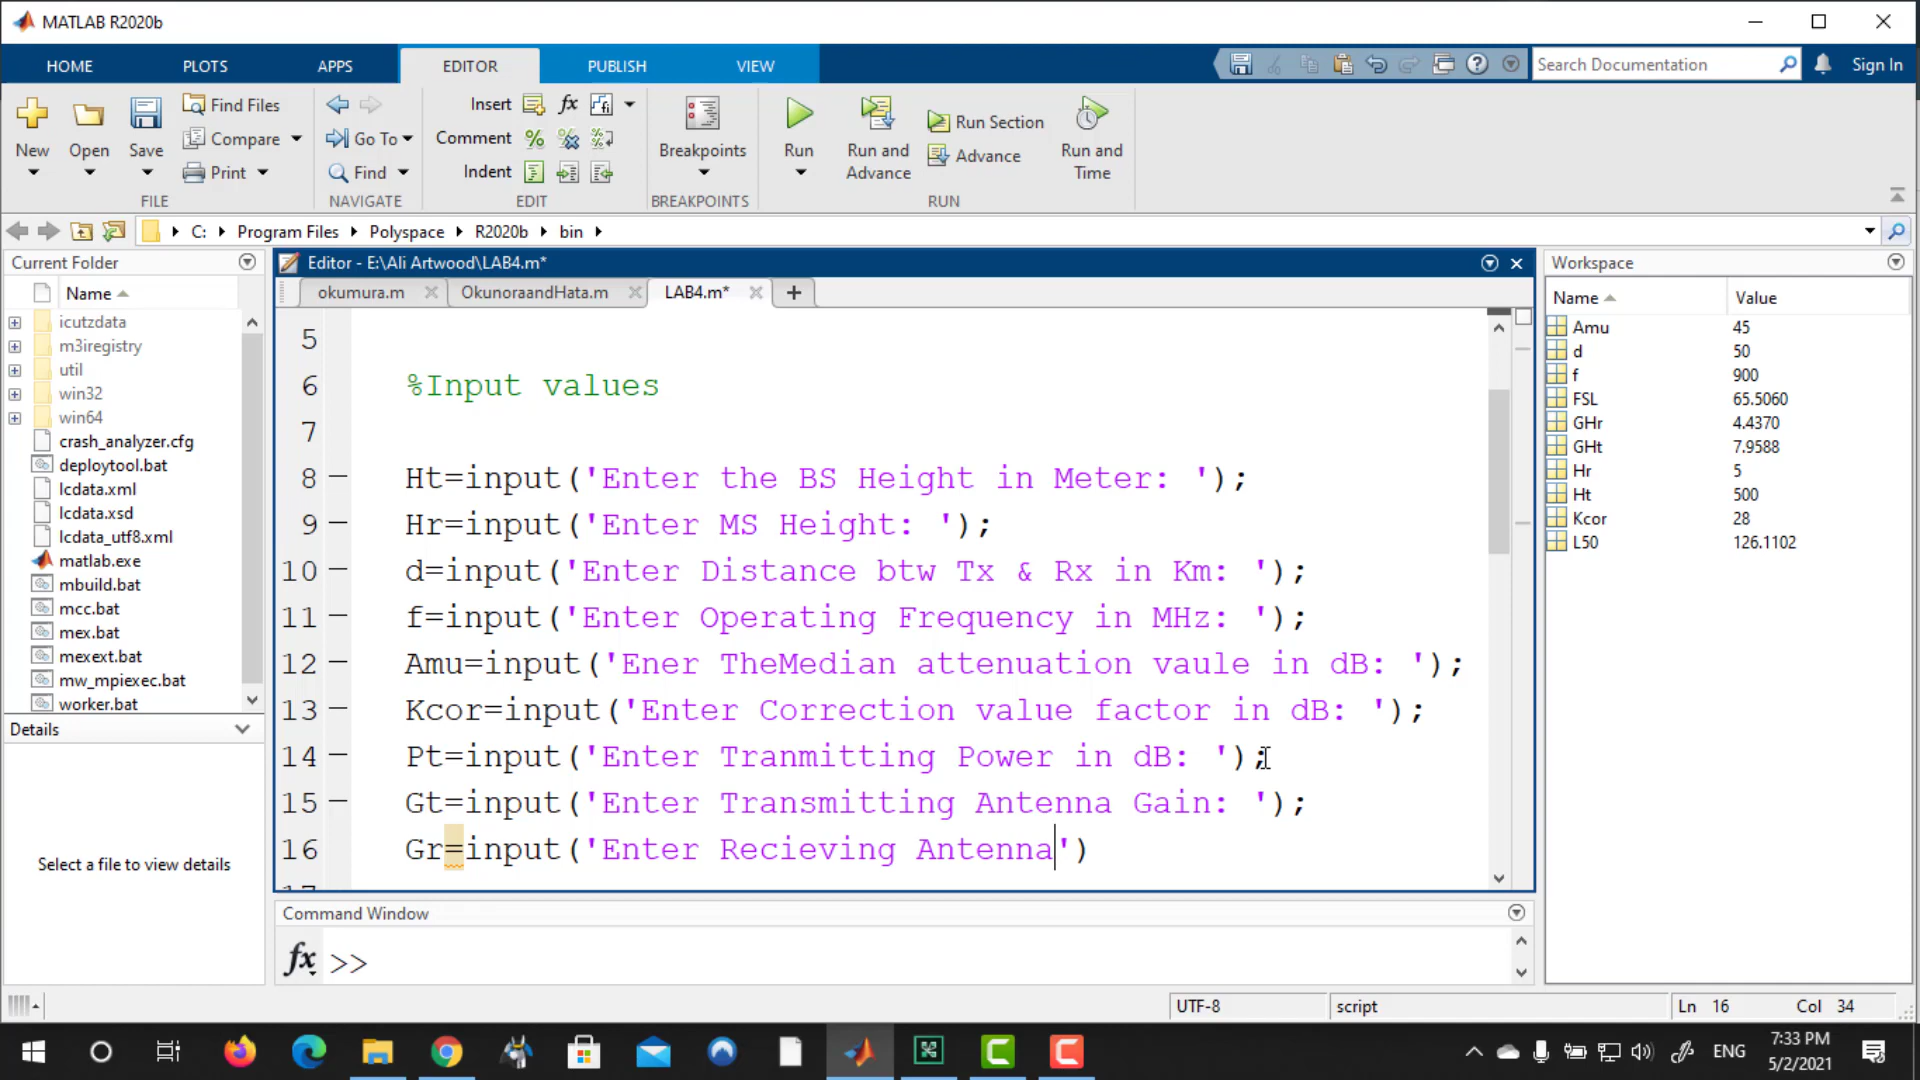 MATLAB R2020b
HOME PLOTS APPS EDITOR PUBLISH VIEW Search Documentation Sign In
New Open Save Find Files Compare Print
FILE
Go To Find
NAVIGATE
Insert fx
Comment
Indent
EDIT
Breakpoints
BREAKPOINTS
Run Run and Advance Run Section Advance Run and Time
RUN
C: Program Files Polyspace R2020b bin
Current Folder
Name
icutzdata
m3iregistry
util
win32
win64
crash_analyzer.cfg
deploytool.bat
lcdata.xml
lcdata.xsd
lcdata_utf8.xml
matlab.exe
mbuild.bat
mcc.bat
mex.bat
mexext.bat
mw_mpiexec.bat
worker.bat
Details
Select a file to view details
Editor - E:\Ali Artwood\LAB4.m*
okumura.m OkunoraandHata.m LAB4.m* +
5
6 %Input values
7
8 – Ht=input('Enter the BS Height in Meter: ');
9 – Hr=input('Enter MS Height: ');
10 – d=input('Enter Distance btw Tx & Rx in Km: ');
11 – f=input('Enter Operating Frequency in MHz: ');
12 – Amu=input('Ener TheMedian attenuation vaule in dB: ');
13 – Kcor=input('Enter Correction value factor in dB: ');
14 – Pt=input('Enter Tranmitting Power in dB: ');
15 – Gt=input('Enter Transmitting Antenna Gain: ');
16 Gr=input('Enter Recieving Antenna')
Command Window
fx >>
Workspace
Name Value
Amu 45
d 50
f 900
FSL 65.5060
GHr 4.4370
GHt 7.9588
Hr 5
Ht 500
Kcor 28
L50 126.1102
UTF-8 script Ln 16 Col 34
ENG 7:33 PM
5/2/2021